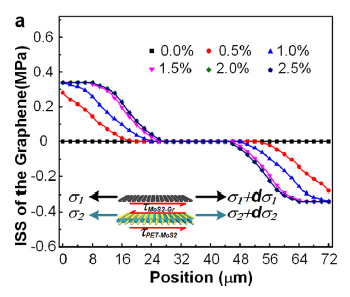 a
ISS of the Graphene(MPa)
0.6
0.4
0.2
0
-0.2
-0.4
-0.6
0.0% 0.5% 1.0%
1.5% 2.0% 2.5%
σ1 σ1+dσ1
τMoS2-Gr
σ2 σ2+dσ2
τPET-MoS2
0 8 16 24 32 40 48 56 64 72
Position (μm)